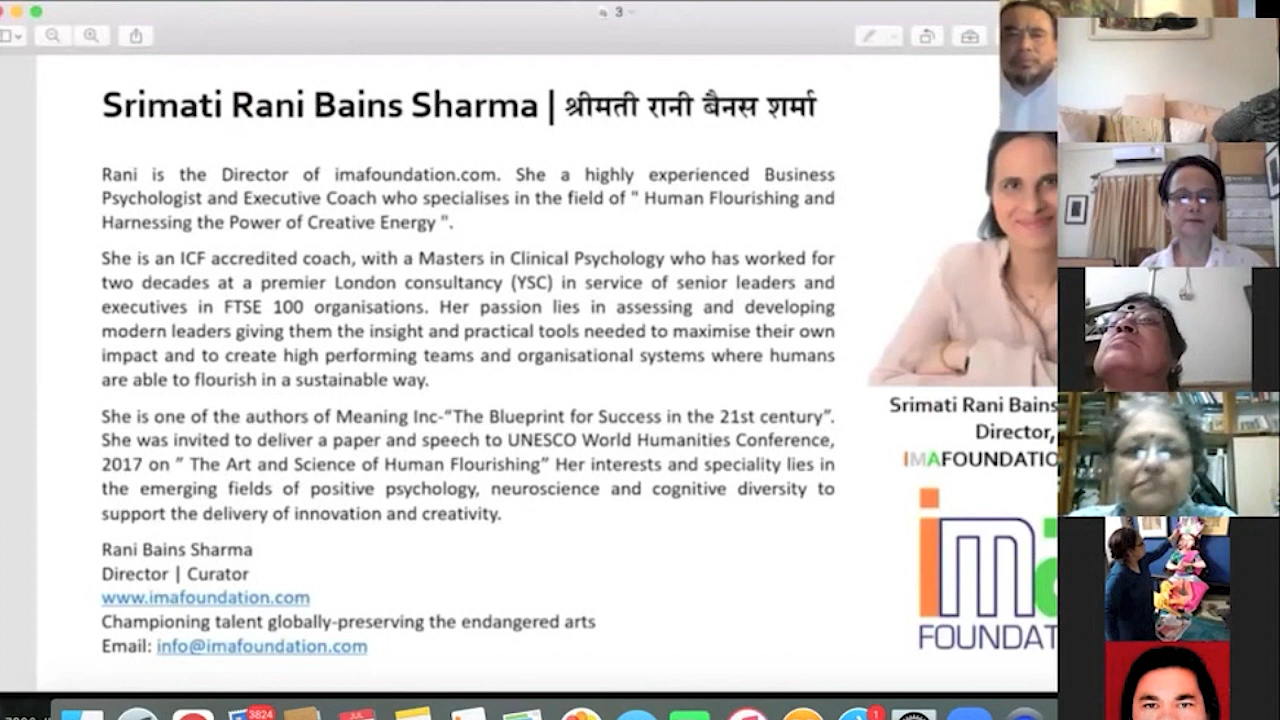 3
Srimati Rani Bains Sharma | श्रीमती रानी बैनस शर्मा
Rani is the Director of imafoundation.com. She a highly experienced Business
Psychologist and Executive Coach who specialises in the field of " Human Flourishing and
Harnessing the Power of Creative Energy ".
She is an ICF accredited coach, with a Masters in Clinical Psychology who has worked for
two decades at a premier London consultancy (YSC) in service of senior leaders and
executives in FTSE 100 organisations. Her passion lies in assessing and developing
modern leaders giving them the insight and practical tools needed to maximise their own
impact and to create high performing teams and organisational systems where humans
are able to flourish in a sustainable way.
She is one of the authors of Meaning Inc-“The Blueprint for Success in the 21st century”.
She was invited to deliver a paper and speech to UNESCO World Humanities Conference,
2017 on ” The Art and Science of Human Flourishing” Her interests and speciality lies in
the emerging fields of positive psychology, neuroscience and cognitive diversity to
support the delivery of innovation and creativity.
Rani Bains Sharma
Director | Curator
www.imafoundation.com
Championing talent globally-preserving the endangered arts
Email: info@imafoundation.com
Srimati Rani Bains
Director,
IMAFOUNDATIO
ima
FOUNDAT
3824
JUL
1